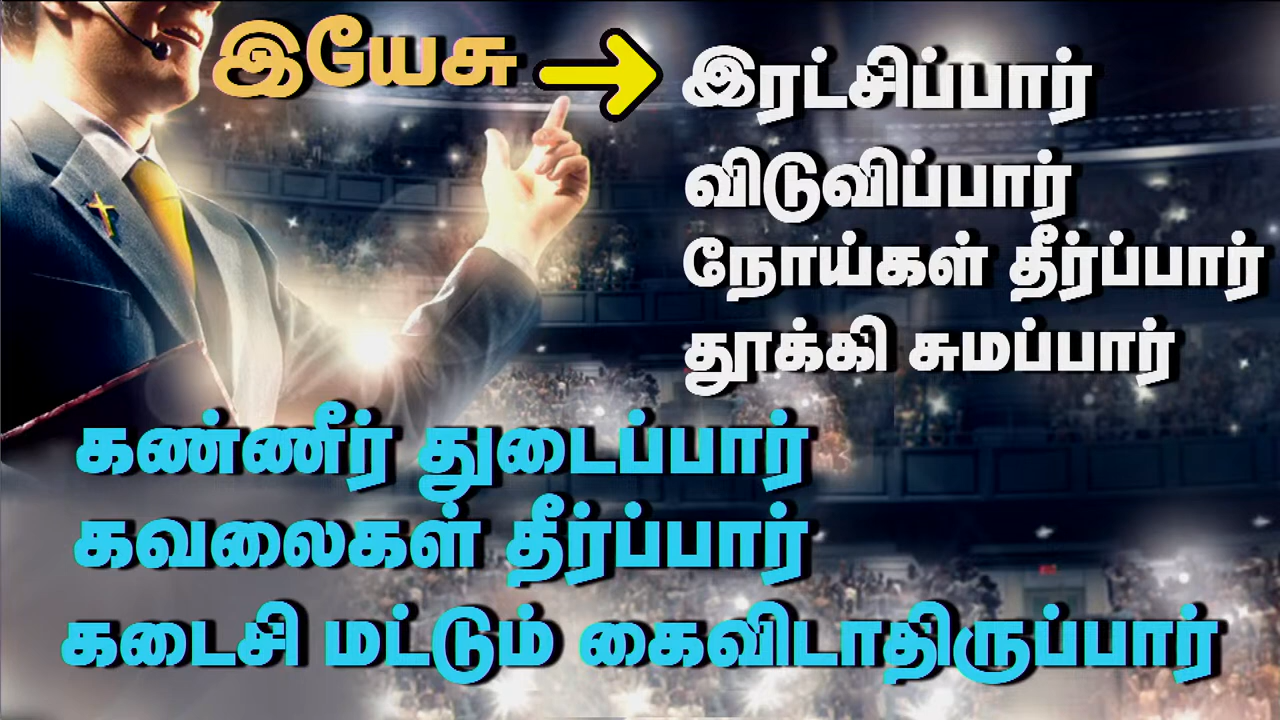 இயேசு
இரட்சிப்பார்
விடுவிப்பார்
நோய்கள் தீர்ப்பார்
தூக்கி சுமப்பார்
கண்ணீர் துடைப்பார்
கவலைகள் தீர்ப்பார்
கடைசி மட்டும் கைவிடாதிருப்பார்